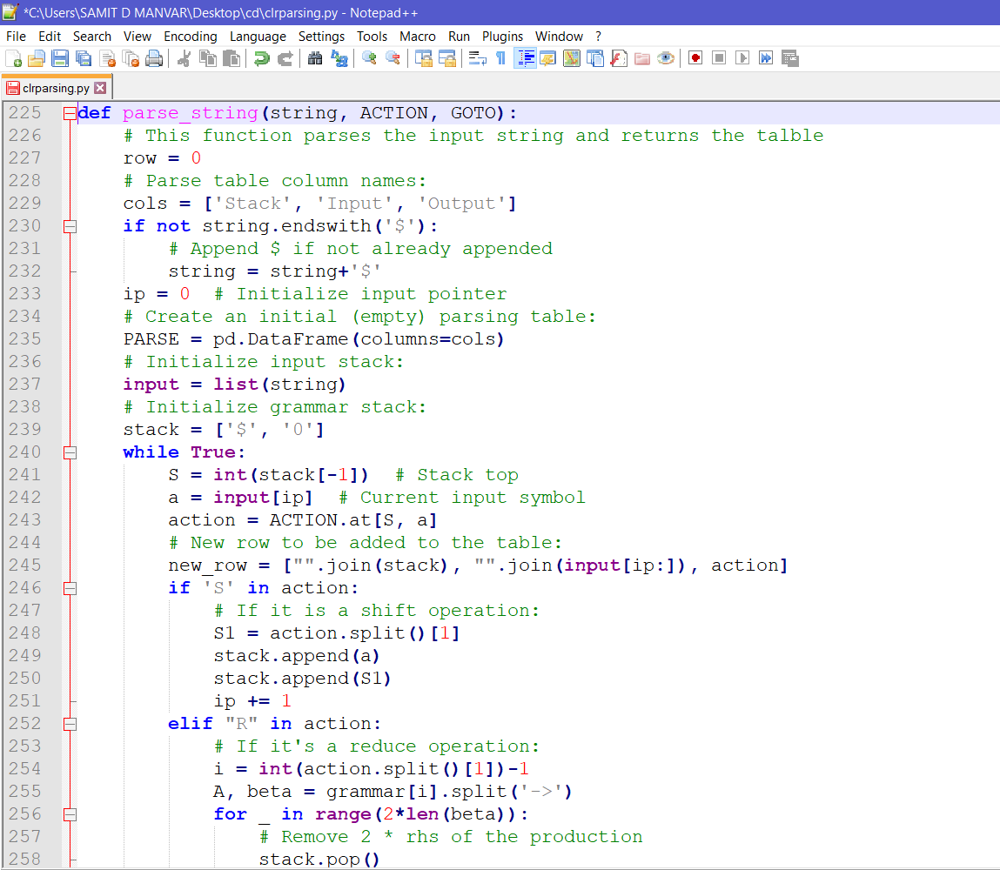 *C:\Users\SAMIT D MANVAR\Desktop\cd\clrparsing.py - Notepad++
File Edit Search View Encoding Language Settings Tools Macro Run Plugins Window ?
clrparsing.py
225 def parse_string(string, ACTION, GOTO):
226     # This function parses the input string and returns the talble
227     row = 0
228     # Parse table column names:
229     cols = ['Stack', 'Input', 'Output']
230     if not string.endswith('$'):
231         # Append $ if not already appended
232         string = string+'$'
233     ip = 0  # Initialize input pointer
234     # Create an initial (empty) parsing table:
235     PARSE = pd.DataFrame(columns=cols)
236     # Initialize input stack:
237     input = list(string)
238     # Initialize grammar stack:
239     stack = ['$', '0']
240     while True:
241         S = int(stack[-1])  # Stack top
242         a = input[ip]  # Current input symbol
243         action = ACTION.at[S, a]
244         # New row to be added to the table:
245         new_row = ["".join(stack), "".join(input[ip:]), action]
246         if 'S' in action:
247             # If it is a shift operation:
248             S1 = action.split()[1]
249             stack.append(a)
250             stack.append(S1)
251             ip += 1
252         elif "R" in action:
253             # If it's a reduce operation:
254             i = int(action.split()[1])-1
255             A, beta = grammar[i].split('->')
256             for _ in range(2*len(beta)):
257                 # Remove 2 * rhs of the production
258                 stack.pop()